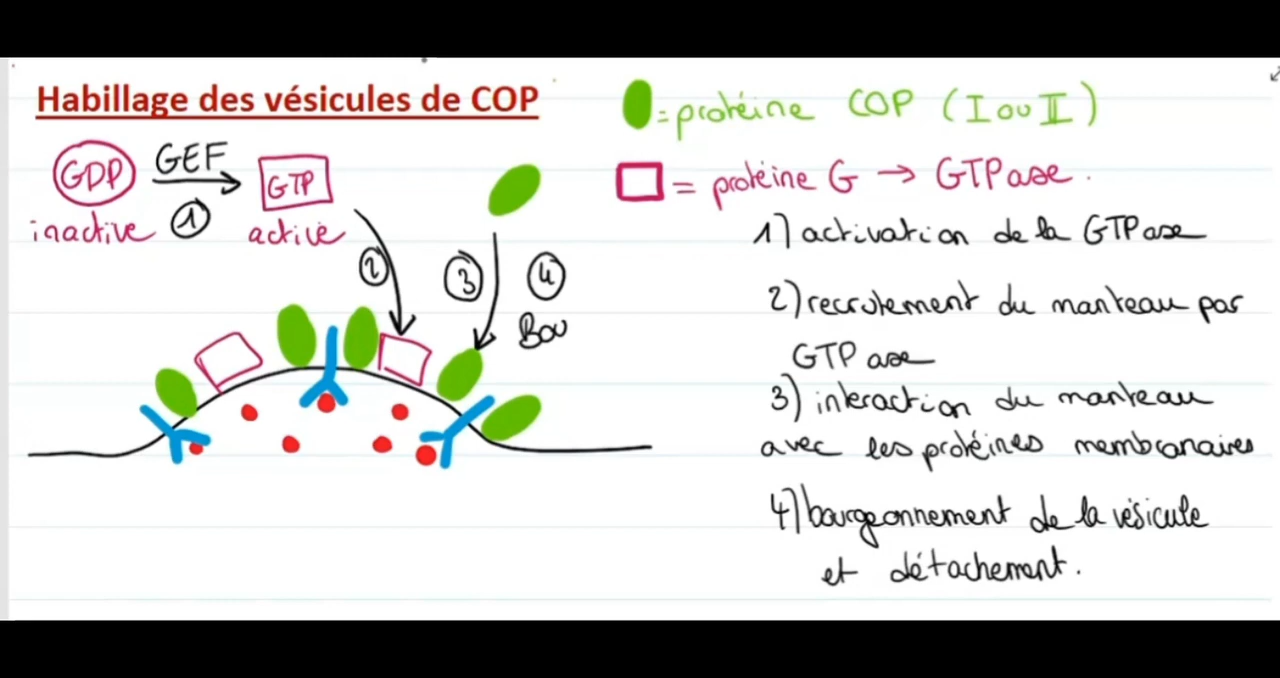 Habillage des vésicules de COP
= protéine COP (I ou II)
GDP GEF GTP
inactive 1 active
= protéine G → GTPase.
2 3 4
Bou
1) activation de la GTPase
2) recrutement du manteau par
GTPase
3) interaction du manteau
avec les protéines membranaires
4) bourgeonnement de la vésicule
et détachement.